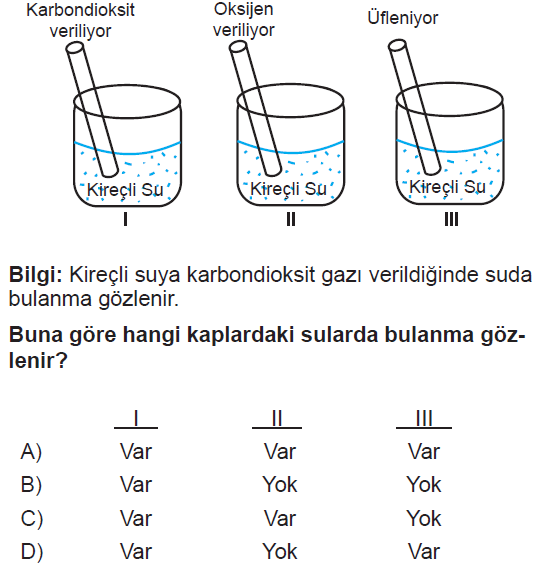 Karbondioksit
veriliyor
Oksijen
veriliyor
Üfleniyor
Kireçli Su
Kireçli Su
Kireçli Su
I
II
III
Bilgi: Kireçli suya karbondioksit gazı verildiğinde suda
bulanma gözlenir.
Buna göre hangi kaplardaki sularda bulanma göz-
lenir?
I II III
A) Var Var Var
B) Var Yok Yok
C) Var Var Yok
D) Var Yok Var